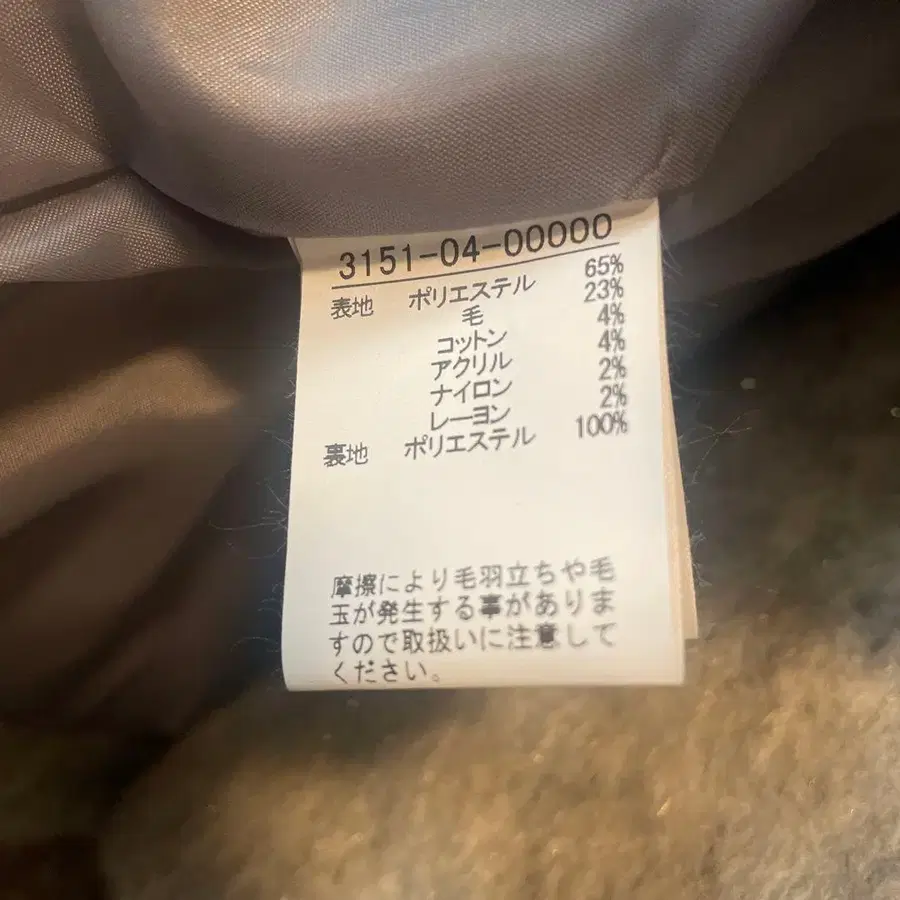 3151-04-00000
表地 ポリエステル 65%
毛 23%
コットン 4%
アクリル 4%
ナイロン 2%
レーヨン 2%
裏地 ポリエステル 100%
摩擦により毛羽立ちや毛
玉が発生する事がありま
すので取扱いに注意して
ください。